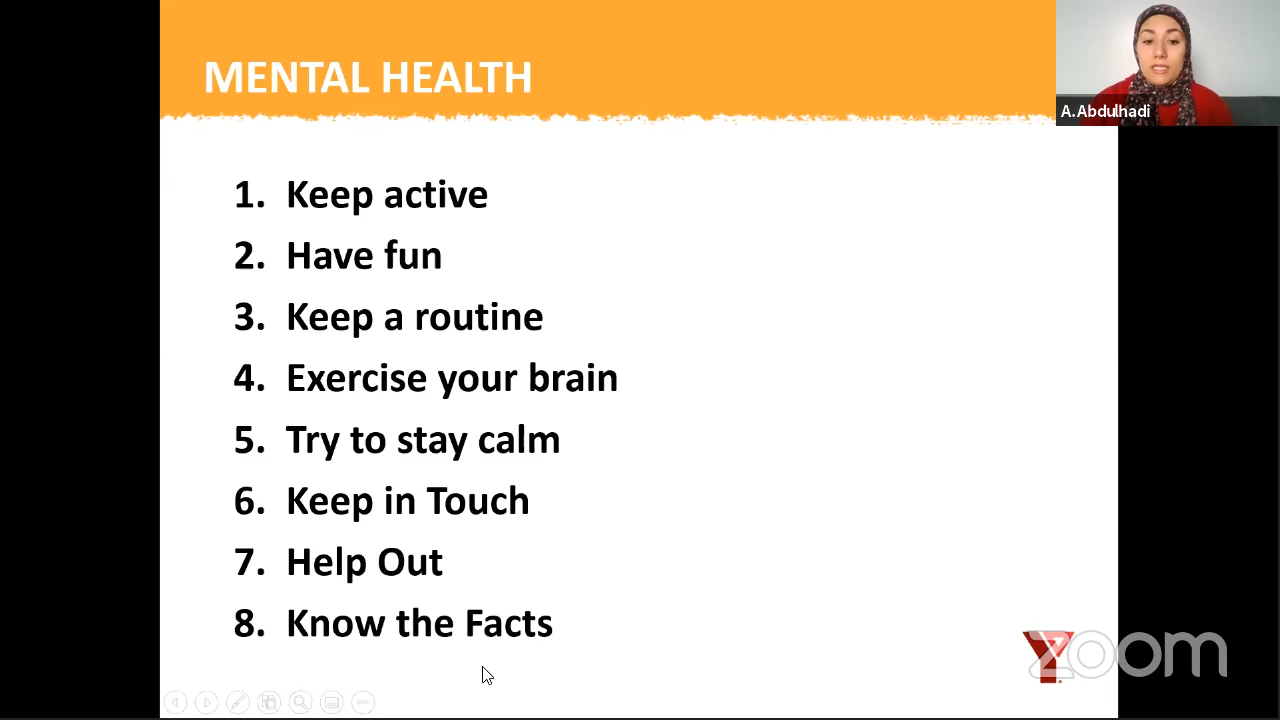 MENTAL HEALTH
A.Abdulhadi
1. Keep active
2. Have fun
3. Keep a routine
4. Exercise your brain
5. Try to stay calm
6. Keep in Touch
7. Help Out
8. Know the Facts
Y
zoom